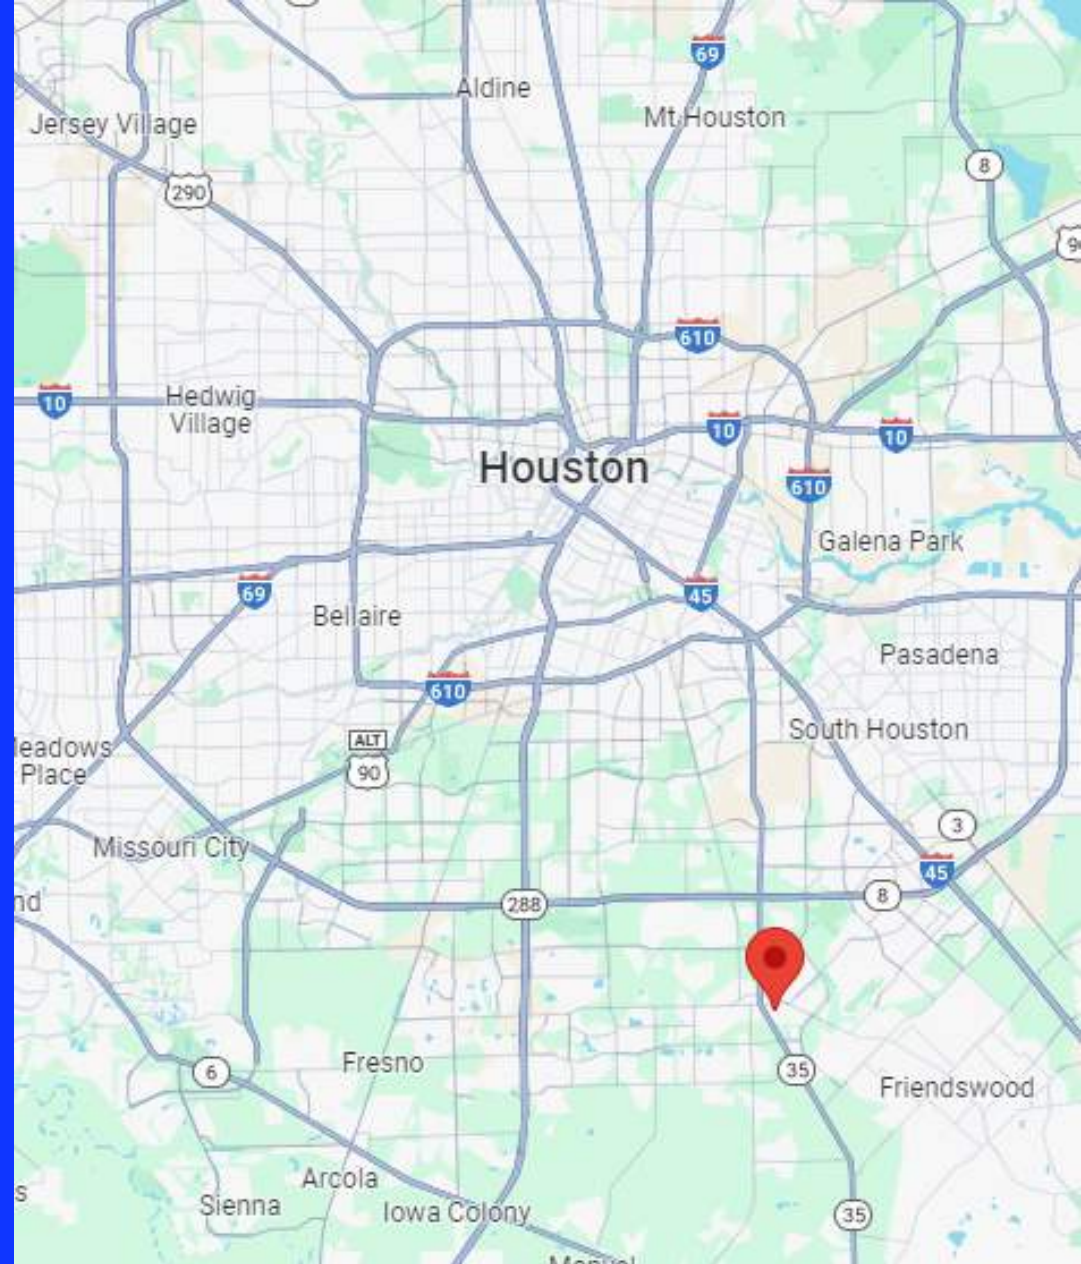 69
Aldine
Mt Houston
Jersey Village
8
290
9
610
10
Hedwig
Village
10
10
Houston
610
Galena Park
69
45
Bellaire
Pasadena
610
South Houston
ALT
90
eadows
Place
3
Missouri City
45
8
288
nd
Fresno
35
6
Friendswood
Arcola
s
Sienna
Iowa Colony
35